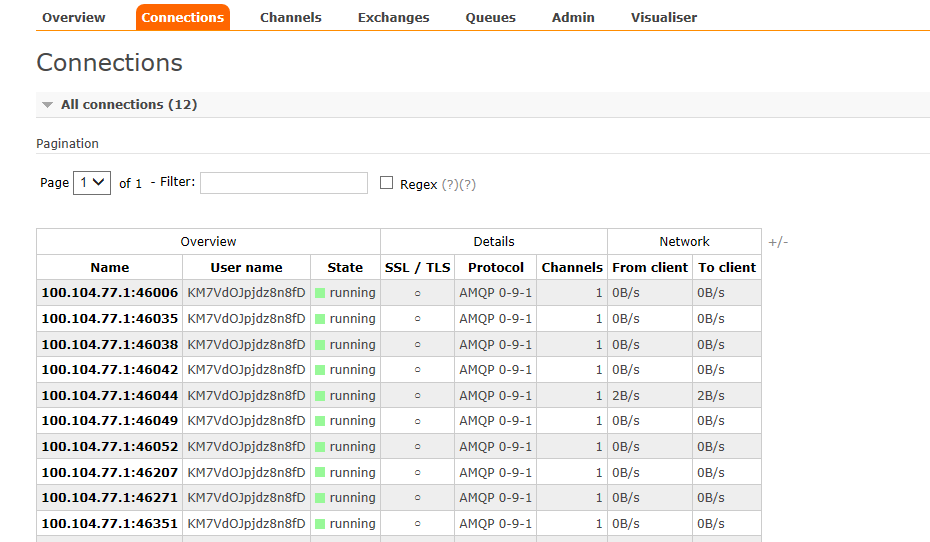 Overview Connections Channels Exchanges Queues Admin Visualiser
Connections
All connections (12)
Pagination
Page 1 of 1 - Filter: Regex (?)(?)
Overview Details Network +/-
Name User name State SSL / TLS Protocol Channels From client To client
100.104.77.1:46006 KM7VdOJpjdz8n8fD running ○ AMQP 0-9-1 1 0B/s 0B/s
100.104.77.1:46035 KM7VdOJpjdz8n8fD running ○ AMQP 0-9-1 1 0B/s 0B/s
100.104.77.1:46038 KM7VdOJpjdz8n8fD running ○ AMQP 0-9-1 1 0B/s 0B/s
100.104.77.1:46042 KM7VdOJpjdz8n8fD running ○ AMQP 0-9-1 1 0B/s 0B/s
100.104.77.1:46044 KM7VdOJpjdz8n8fD running ○ AMQP 0-9-1 1 2B/s 2B/s
100.104.77.1:46049 KM7VdOJpjdz8n8fD running ○ AMQP 0-9-1 1 0B/s 0B/s
100.104.77.1:46052 KM7VdOJpjdz8n8fD running ○ AMQP 0-9-1 1 0B/s 0B/s
100.104.77.1:46207 KM7VdOJpjdz8n8fD running ○ AMQP 0-9-1 1 0B/s 0B/s
100.104.77.1:46271 KM7VdOJpjdz8n8fD running ○ AMQP 0-9-1 1 0B/s 0B/s
100.104.77.1:46351 KM7VdOJpjdz8n8fD running ○ AMQP 0-9-1 1 0B/s 0B/s